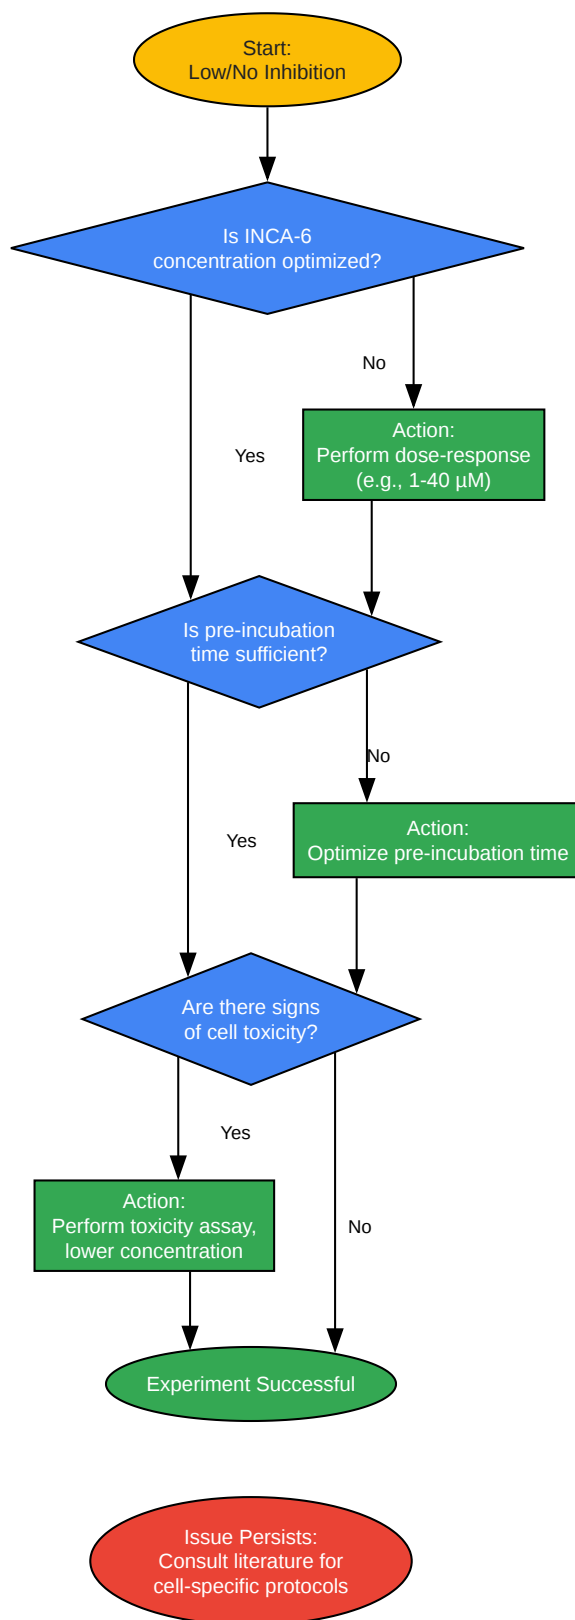 Start:
Low/No Inhibition
Is INCA-6
concentration optimized?
No
Action:
Perform dose-response
(e.g., 1-40 µM)
Yes
Is pre-incubation
time sufficient?
No
Action:
Optimize pre-incubation time
Yes
Are there signs
of cell toxicity?
Yes
Action:
Perform toxicity assay,
lower concentration
No
Experiment Successful
Issue Persists:
Consult literature for
cell-specific protocols